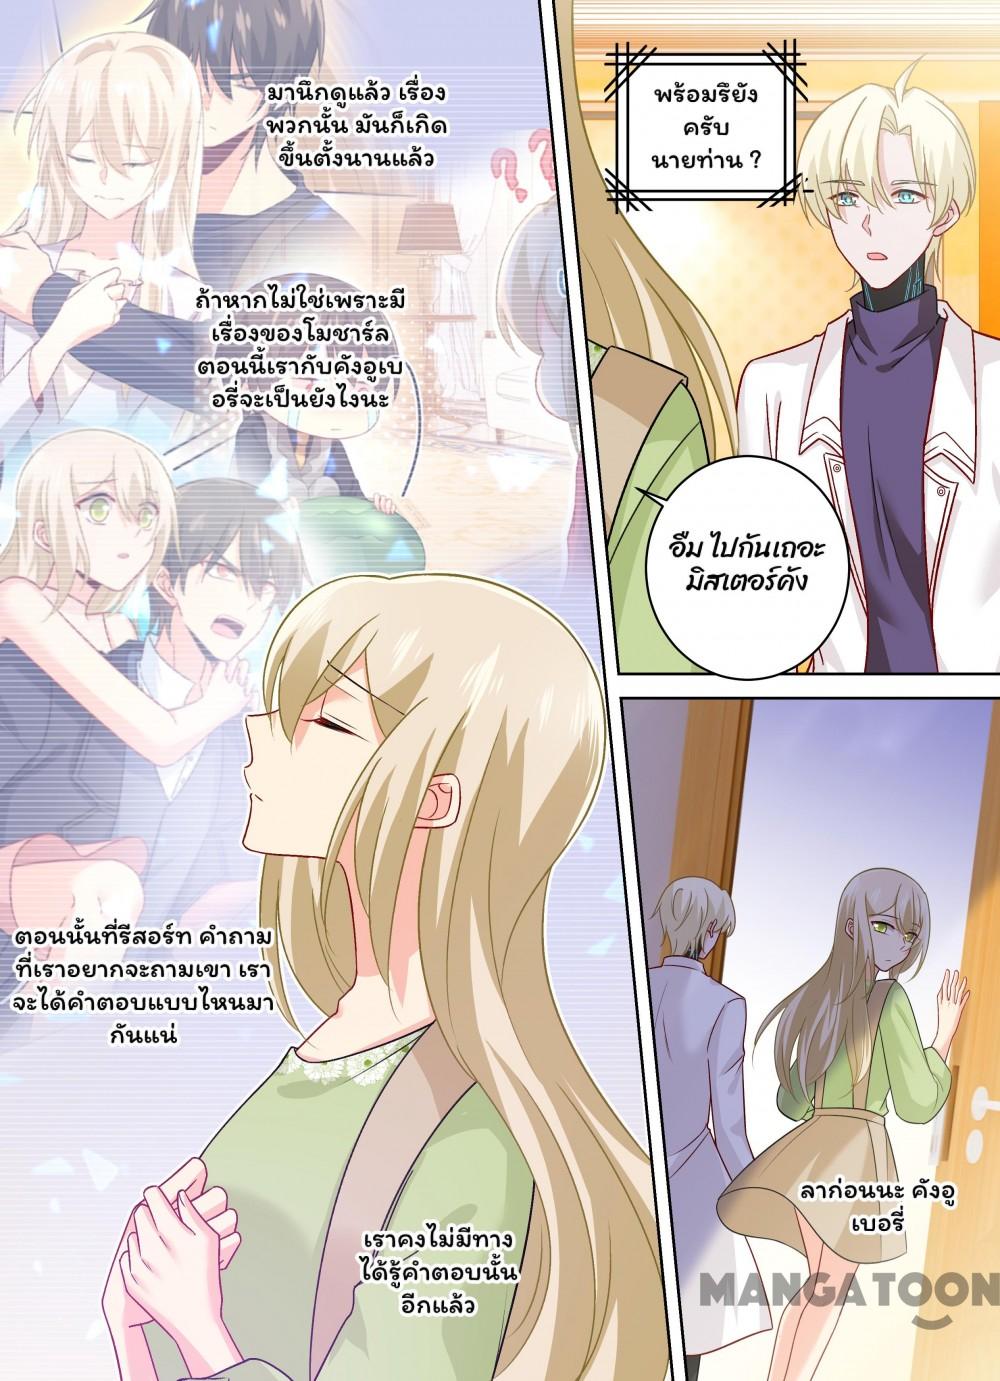 มานึกดูแล้ว เรื่อง
พวกนั้น มันก็เกิด
ขึ้นตั้งนานแล้ว
???
ถ้าหากไม่ใช่เพราะมี
เรื่องของโมชาร์ล
ตอนนี้เรากับคังอูเบ
อรี่จะเป็นยังไงนะ
ตอนนั้นที่รีสอร์ท คำถาม
ที่เราอยากจะถามเขา เรา
จะได้คำตอบแบบไหนมา
กันแน่
เราคงไม่มีทาง
ได้รู้คำตอบนั้น
อีกแล้ว
พร้อมรึยัง
ครับ
นายท่าน ?
อืม ไปกันเถอะ
มิสเตอร์คัง
ลาก่อนนะ คังอู
เบอรี่
MANGATOON